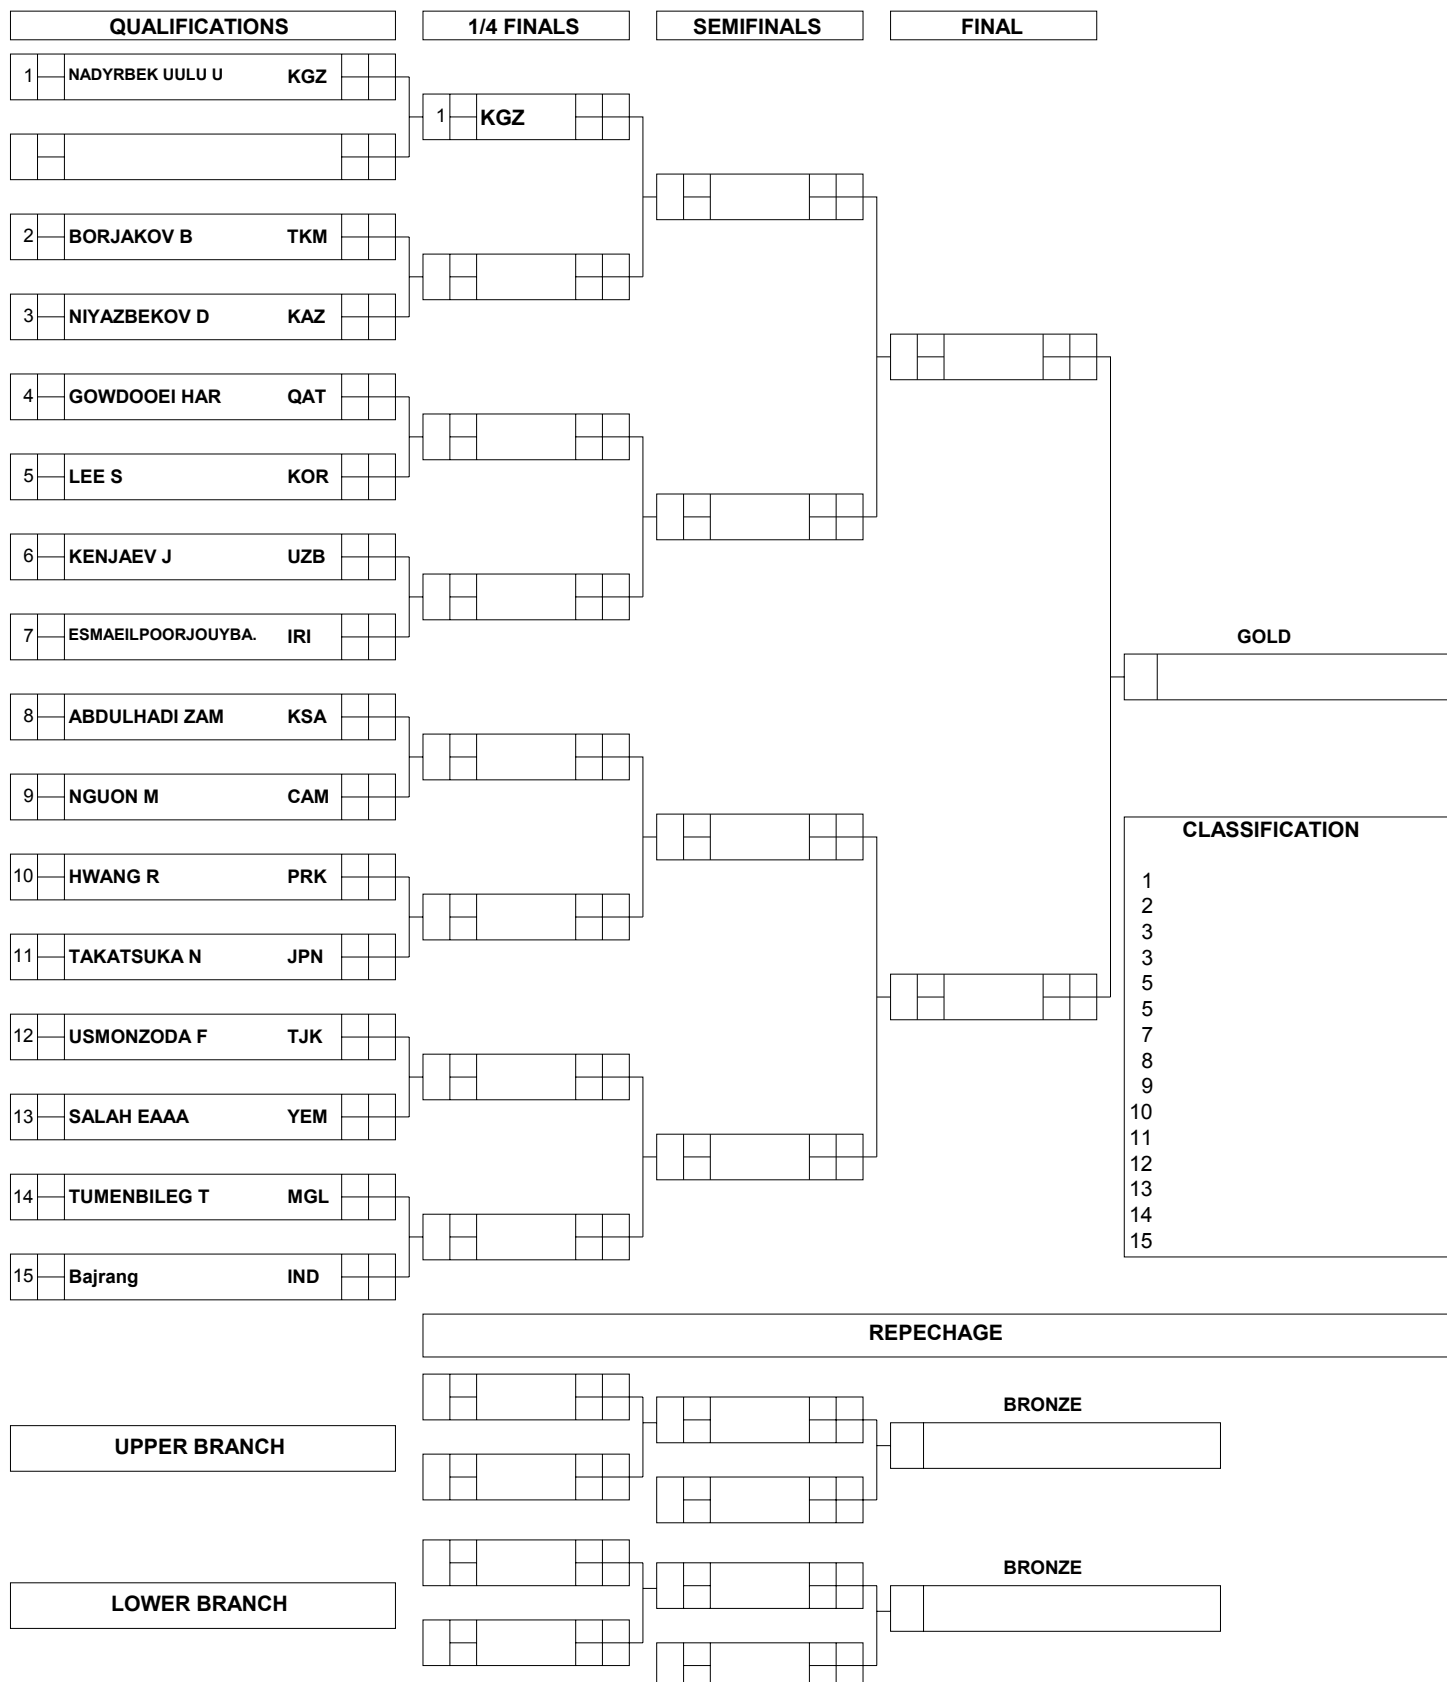 QUALIFICATIONS 1/4 FINALS SEMIFINALS FINAL
1 NADYRBEK UULU U KGZ
1 KGZ
2 BORJAKOV B TKM
3 NIYAZBEKOV D KAZ
4 GOWDOOEI HAR QAT
5 LEE S KOR
6 KENJAEV J UZB
7 ESMAEILPOORJOUYBA. IRI
GOLD
8 ABDULHADI ZAM KSA
9 NGUON M CAM
10 HWANG R PRK
11 TAKATSUKA N JPN
12 USMONZODA F TJK
13 SALAH EAAA YEM
14 TUMENBILEG T MGL
15 Bajrang IND
CLASSIFICATION
1
2
3
3
5
5
7
8
9
10
11
12
13
14
15
REPECHAGE
UPPER BRANCH
BRONZE
LOWER BRANCH
BRONZE